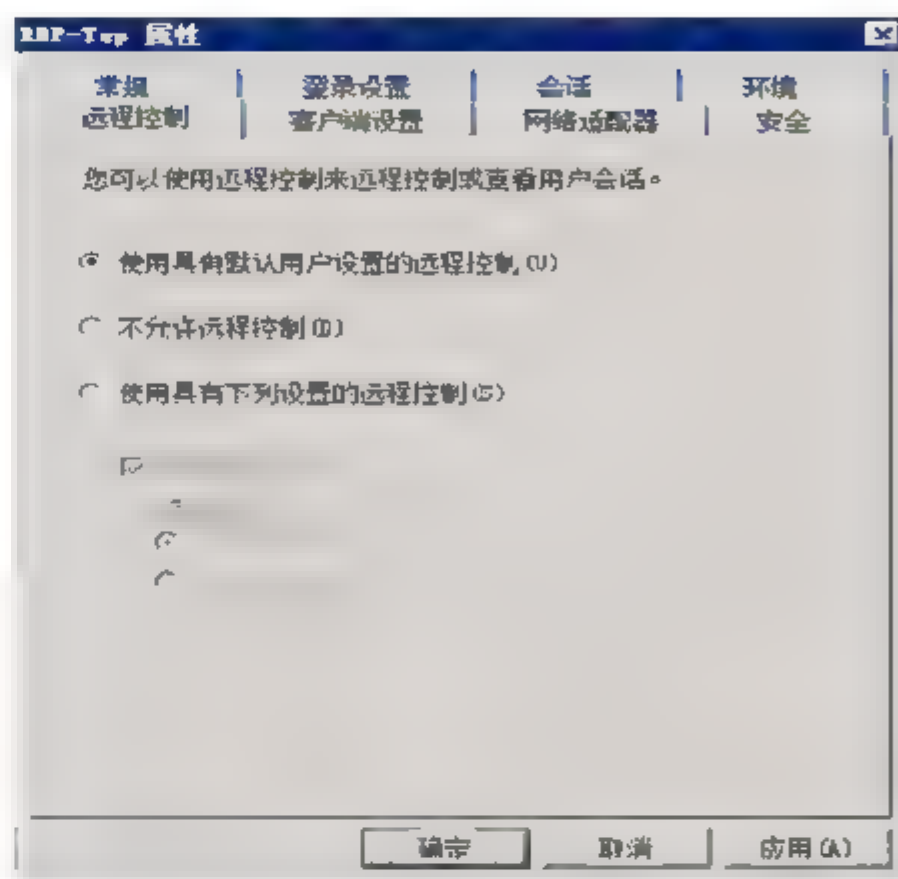 RDP-Tcp 属性
常规 登录设置 会话 环境
远程控制 客户端设置 网络适配器 安全
您可以使用远程控制来远程控制或查看用户会话。
使用具有默认用户设置的远程控制(U)
不允许远程控制(D)
使用具有下列设置的远程控制(S)
确定 取消 应用(A)